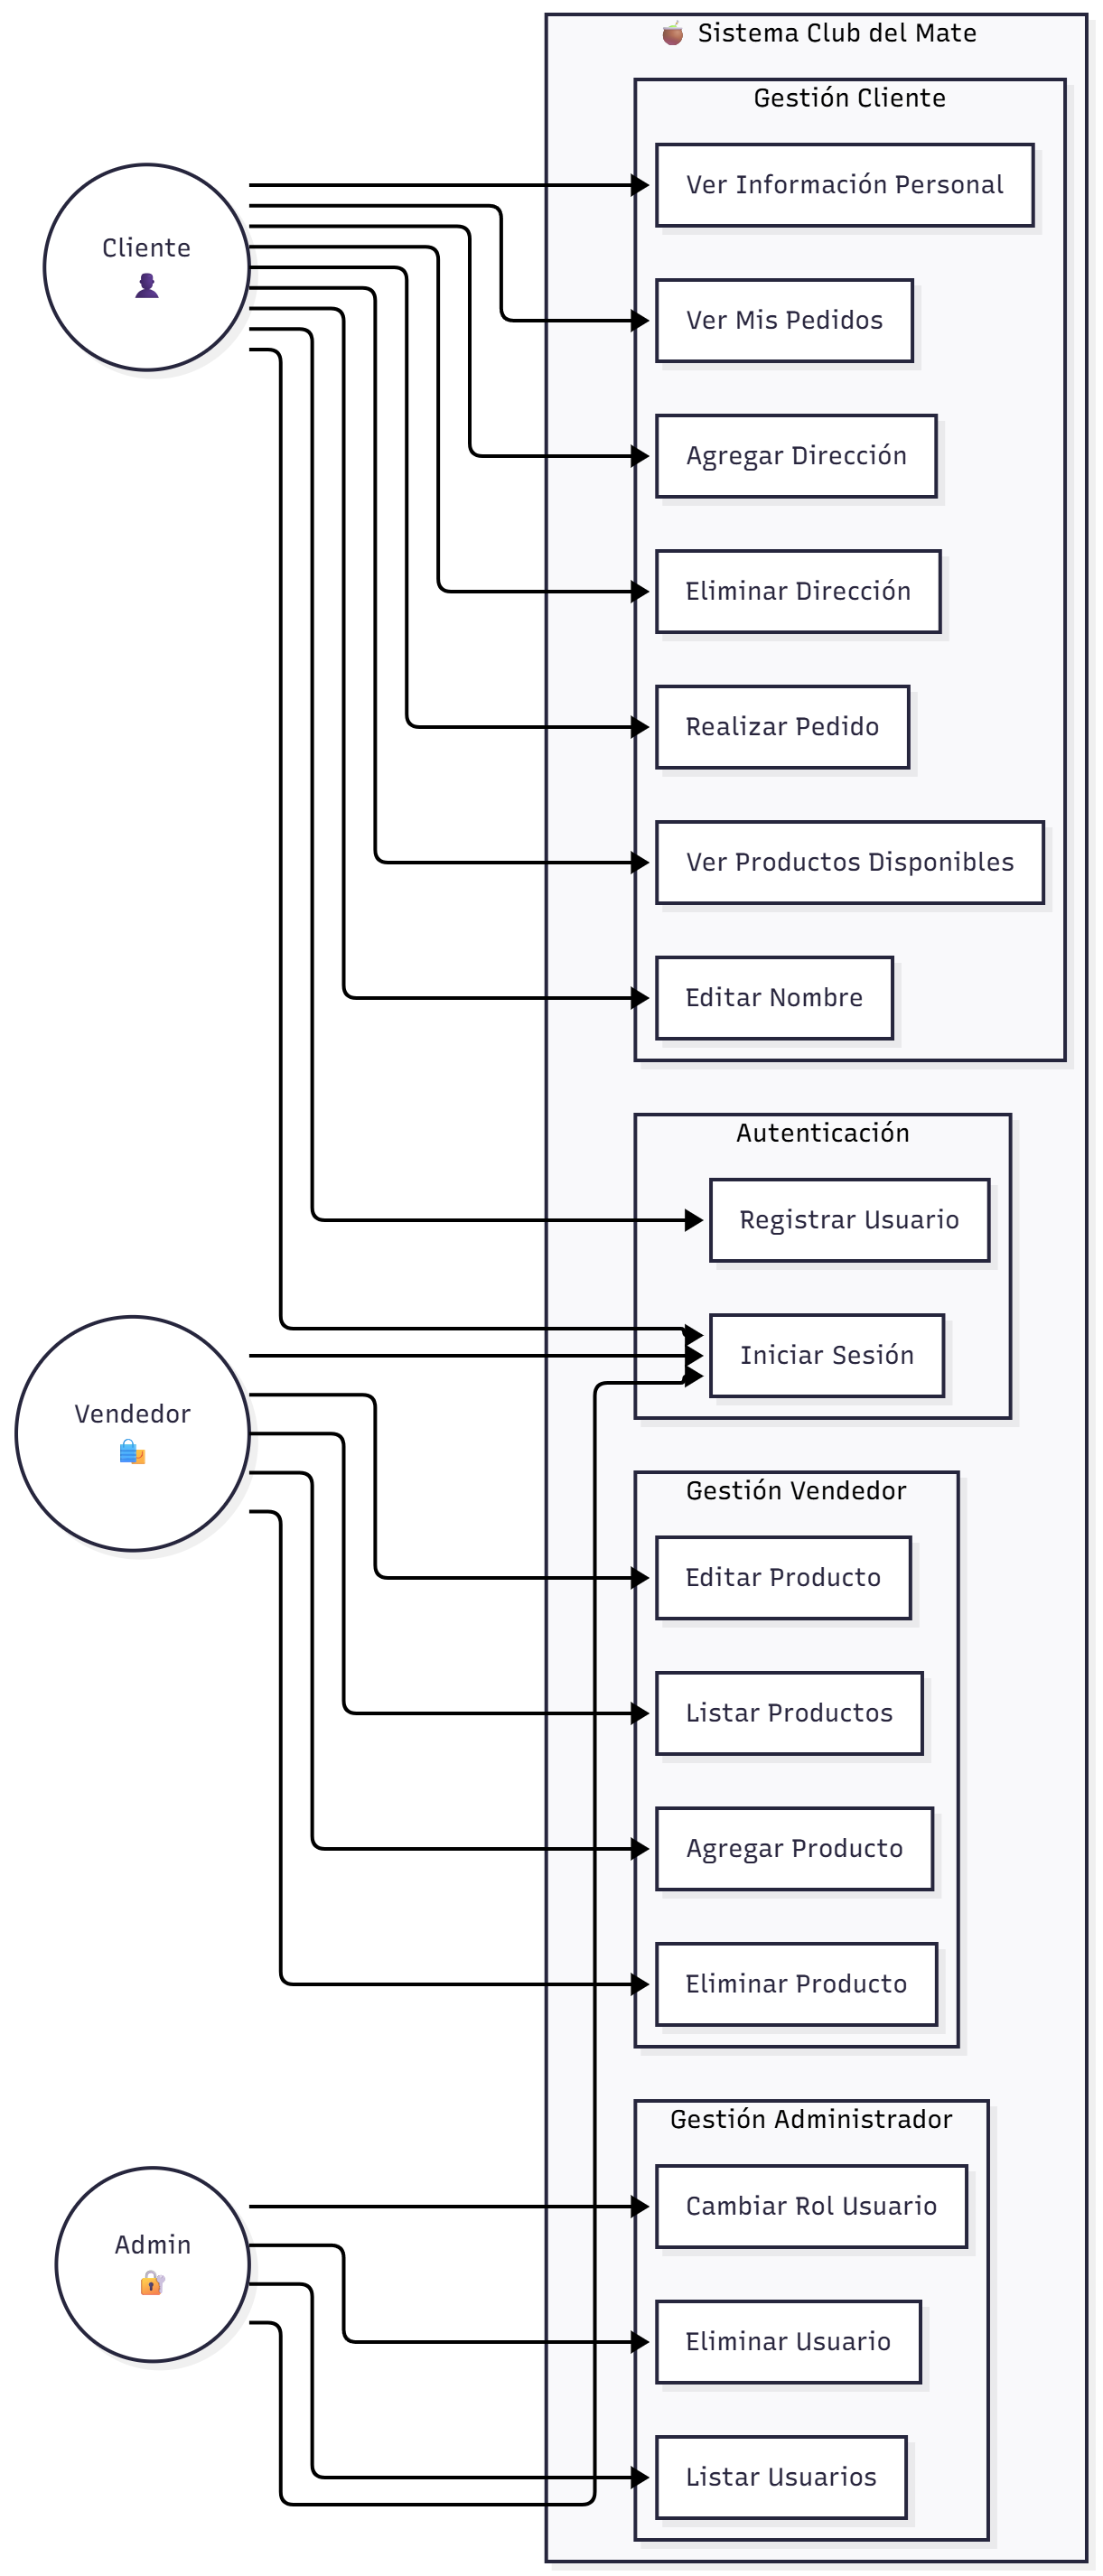 🧉 Sistema Club del Mate
Gestión Cliente
Ver Información Personal
Cliente
👤
Ver Mis Pedidos
Agregar Dirección
Eliminar Dirección
Realizar Pedido
Ver Productos Disponibles
Editar Nombre
Autenticación
Registrar Usuario
Iniciar Sesión
Vendedor
🛍️
Gestión Vendedor
Editar Producto
Listar Productos
Agregar Producto
Eliminar Producto
Gestión Administrador
Cambiar Rol Usuario
Admin
🔐
Eliminar Usuario
Listar Usuarios